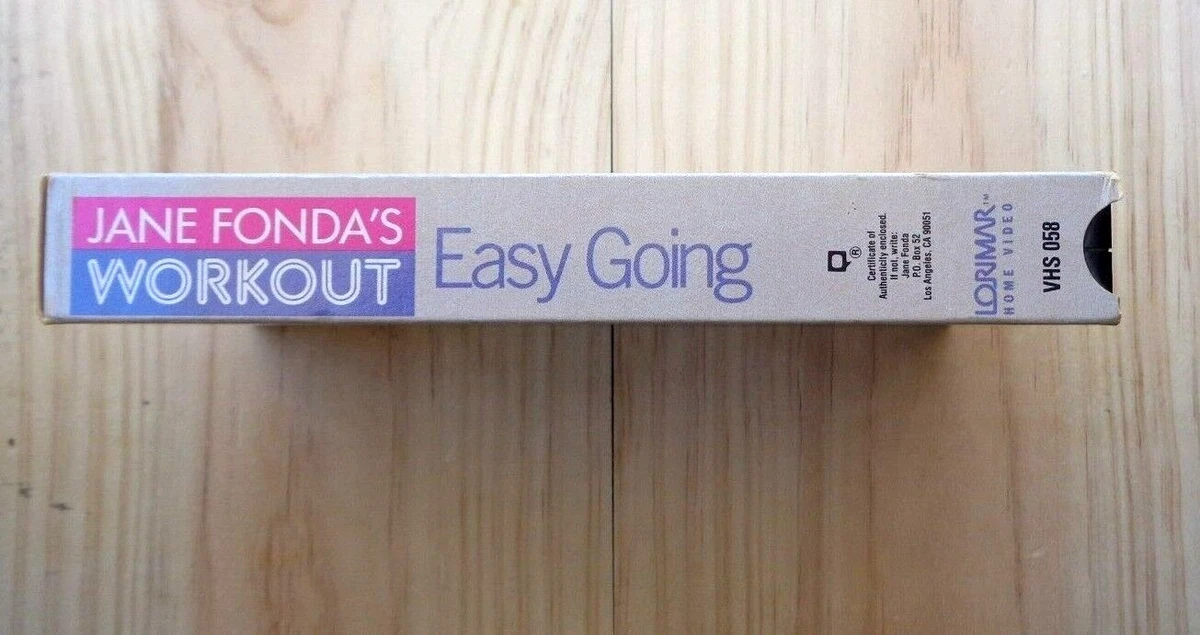 JANE FONDA'S
WORKOUT
Easy Going
®
Certificate of
Authenticity enclosed.
If not, write:
Jane Fonda
P.O. Box 52
Los Angeles, CA 90051
LORIMAR™
HOME VIDEO
VHS 058